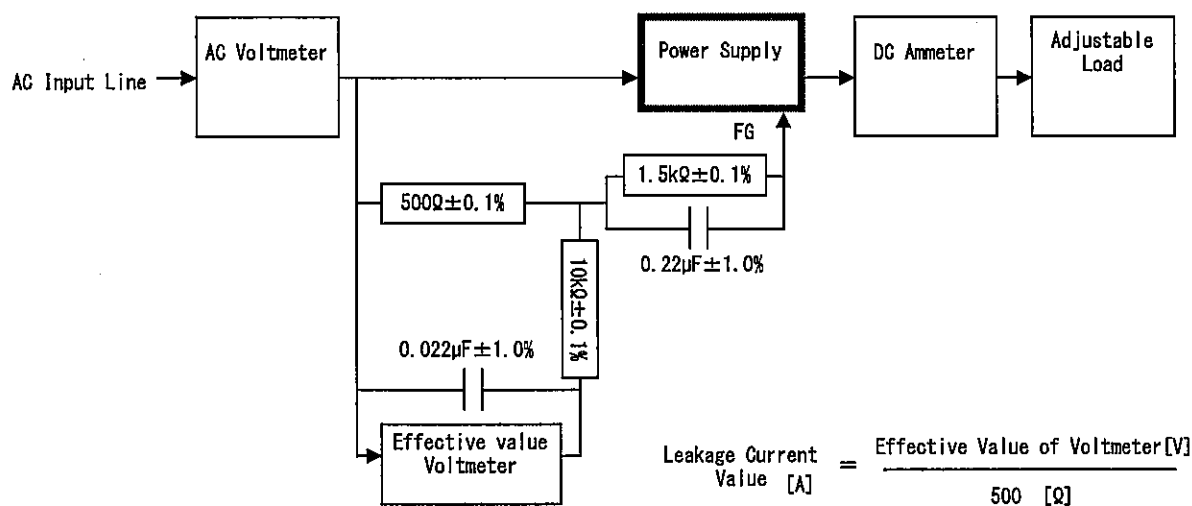 AC Input Line
AC Voltmeter
Power Supply
DC Ammeter
Adjustable
Load
FG
500Ω±0.1%
1.5kΩ±0.1%
0.22μF±1.0%
10kΩ±0.1%
0.022μF±1.0%
Effective value
Voltmeter
Leakage Current
Value [A]
=
Effective Value of Voltmeter[V]
500 [Ω]